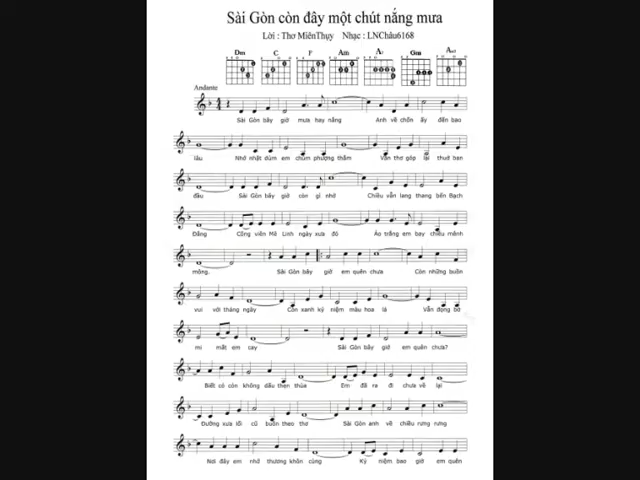 Sài Gòn còn đây một chút nắng mưa
Lời : Thơ MiênThụy Nhạc : LNChâu6168
Dm C F Am A7 Gm
Andante
Sài Gòn bây giờ mưa hay nắng Anh về chốn ấy đến bao
lâu Nhớ nhặt dùm em chùm phượng thắm Vần thơ góp lại thuở ban
đầu Sài Gòn bây giờ còn gì nhỡ Chiều vẫn lang thang bến Bạch
Đằng Công viên Mê Linh ngày xưa đó Áo trắng em bay chiều mênh
mông. Sài Gòn bây giờ em quên chưa Còn những buồn
vui với tháng ngày Còn xanh kỷ niệm màu hoa lá Vẫn đọng bờ
mi mắt em cay Sài Gòn bây giờ em quên chưa?
Biết có còn không dấu thẹn thùa Em đã ra đi chưa về lại
Đường xưa lối cũ buồn theo thơ Sài Gòn anh về chiều rưng rưng
Nơi đây em nhớ thương khôn cùng Kỷ niệm bao giờ em quên